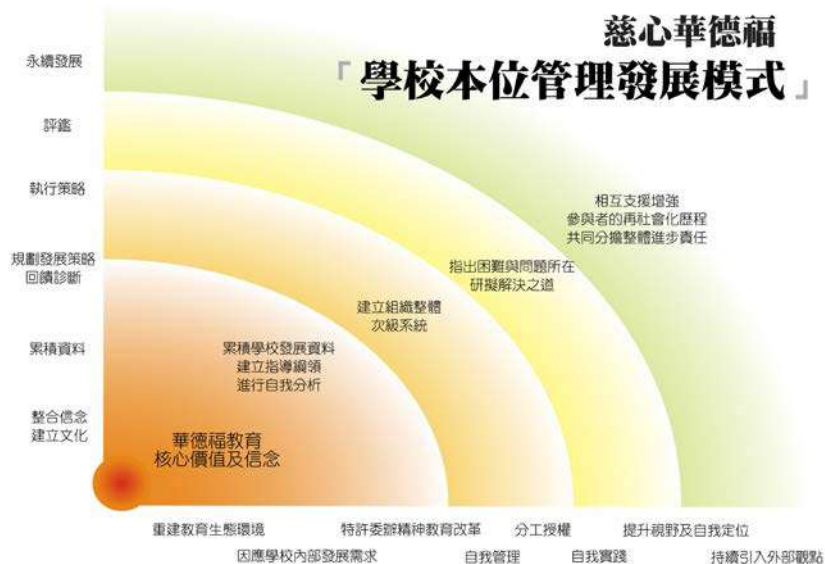 慈心華德福
「學校本位管理發展模式」
永續發展
評鑑
執行策略
規劃發展策略
回饋診斷
累積資料
整合信念
建立文化
相互支援增強
參與者的再社會化歷程
共同分擔整體進步責任
指出困難與問題所在
研擬解決之道
建立組織整體
次級系統
累積學校發展資料
建立指導綱領
進行自我分析
華德福教育
核心價值及信念
重建教育生態環境
特許委辦精神教育改革
分工授權
提升視野及自我定位
因應學校內部發展需求
自我管理
自我實踐
持續引入外部觀點